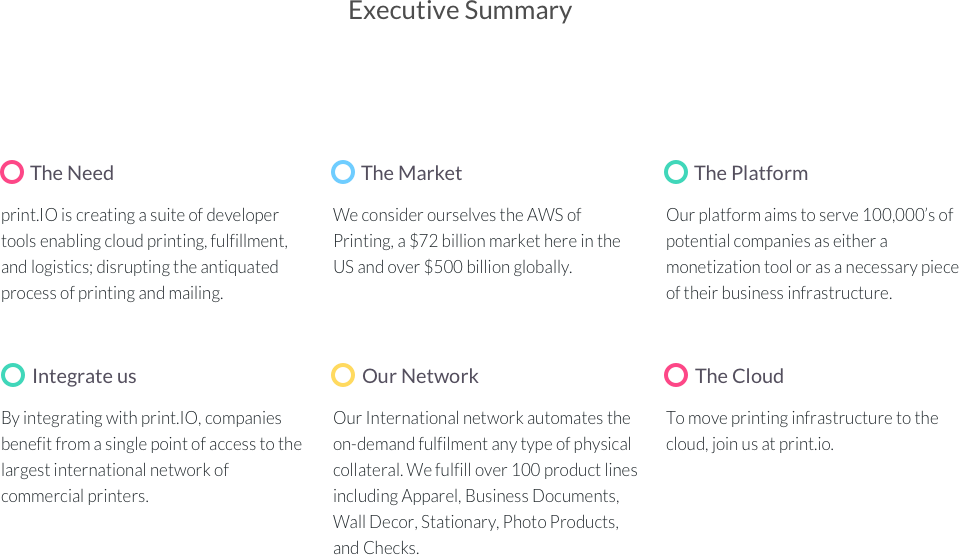 Executive Summary
The Need
print.IO is creating a suite of developer
tools enabling cloud printing, fulfillment,
and logistics; disrupting the antiquated
process of printing and mailing.
The Market
We consider ourselves the AWS of
Printing, a $72 billion market here in the
US and over $500 billion globally.
The Platform
Our platform aims to serve 100,000’s of
potential companies as either a
monetization tool or as a necessary piece
of their business infrastructure.
Integrate us
By integrating with print.IO, companies
benefit from a single point of access to the
largest international network of
commercial printers.
Our Network
Our International network automates the
on-demand fulfilment any type of physical
collateral. We fulfill over 100 product lines
including Apparel, Business Documents,
Wall Decor, Stationary, Photo Products,
and Checks.
The Cloud
To move printing infrastructure to the
cloud, join us at print.io.